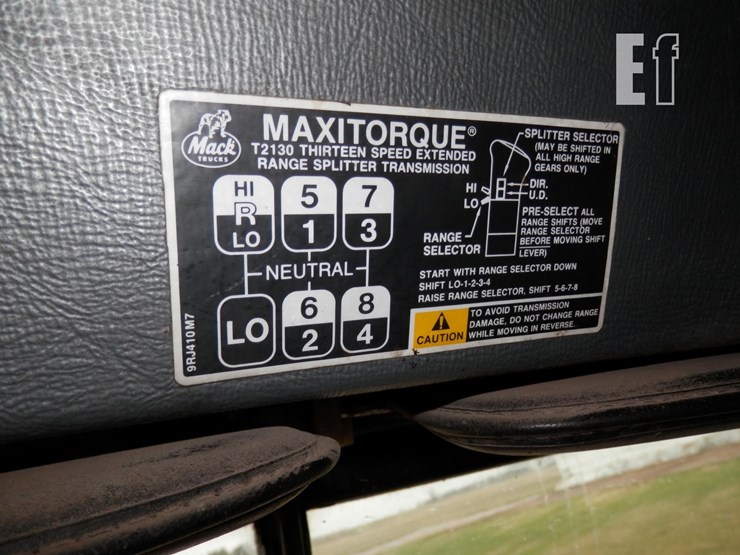 Ef
Mack
TRUCKS
MAXITORQUE®
T2130 THIRTEEN SPEED EXTENDED
RANGE SPLITTER TRANSMISSION
HI
R
LO
5
1
7
3
NEUTRAL
LO
6
2
8
4
SPLITTER SELECTOR
(MAY BE SHIFTED IN
ALL HIGH RANGE
GEARS ONLY)
HI
LO
DIR.
U.D.
RANGE
SELECTOR
PRE-SELECT ALL
RANGE SHIFTS (MOVE
RANGE SELECTOR
BEFORE MOVING SHIFT
LEVER)
START WITH RANGE SELECTOR DOWN
SHIFT LO-1-2-3-4
RAISE RANGE SELECTOR, SHIFT 5-6-7-8
CAUTION
TO AVOID TRANSMISSION
DAMAGE, DO NOT CHANGE RANGE
WHILE MOVING IN REVERSE.
9RJ410M7